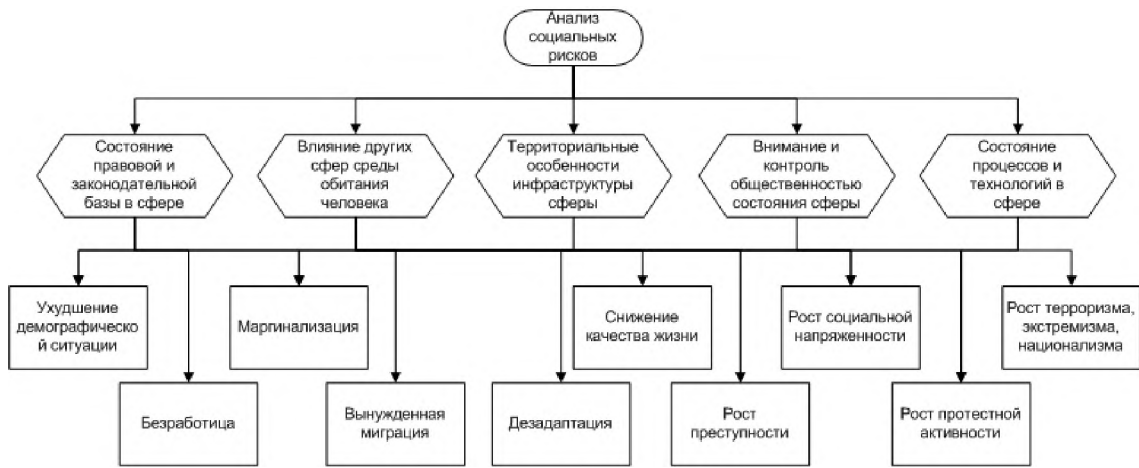 Анализ
социальных
рисков
Состояние
правовой и
законодательной
базы в сфере
Влияние других
сфер среды
обитания
человека
Территориальные
особенности
инфраструктуры
сферы
Внимание и
контроль
общественностью
состояния сферы
Состояние
процессов и
технологий в
сфере
Ухудшение
демографическо
й ситуации
Маргинализация
Снижение
качества жизни
Рост социальной
напряженности
Рост терроризма,
экстремизма,
национализма
Безработица
Вынужденная
миграция
Дезадаптация
Рост
преступности
Рост протестной
активности